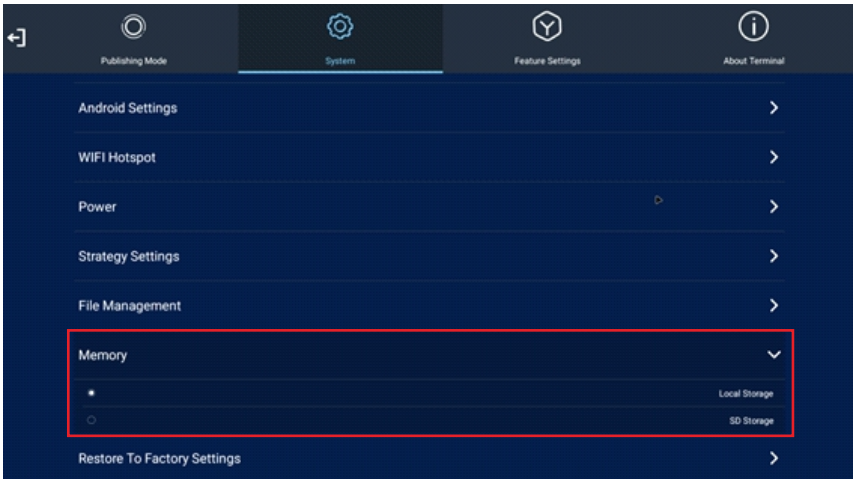 Publishing Mode
System
Feature Settings
About Terminal
Android Settings
WIFI Hotspot
Power
Strategy Settings
File Management
Memory
Local Storage
SD Storage
Restore To Factory Settings